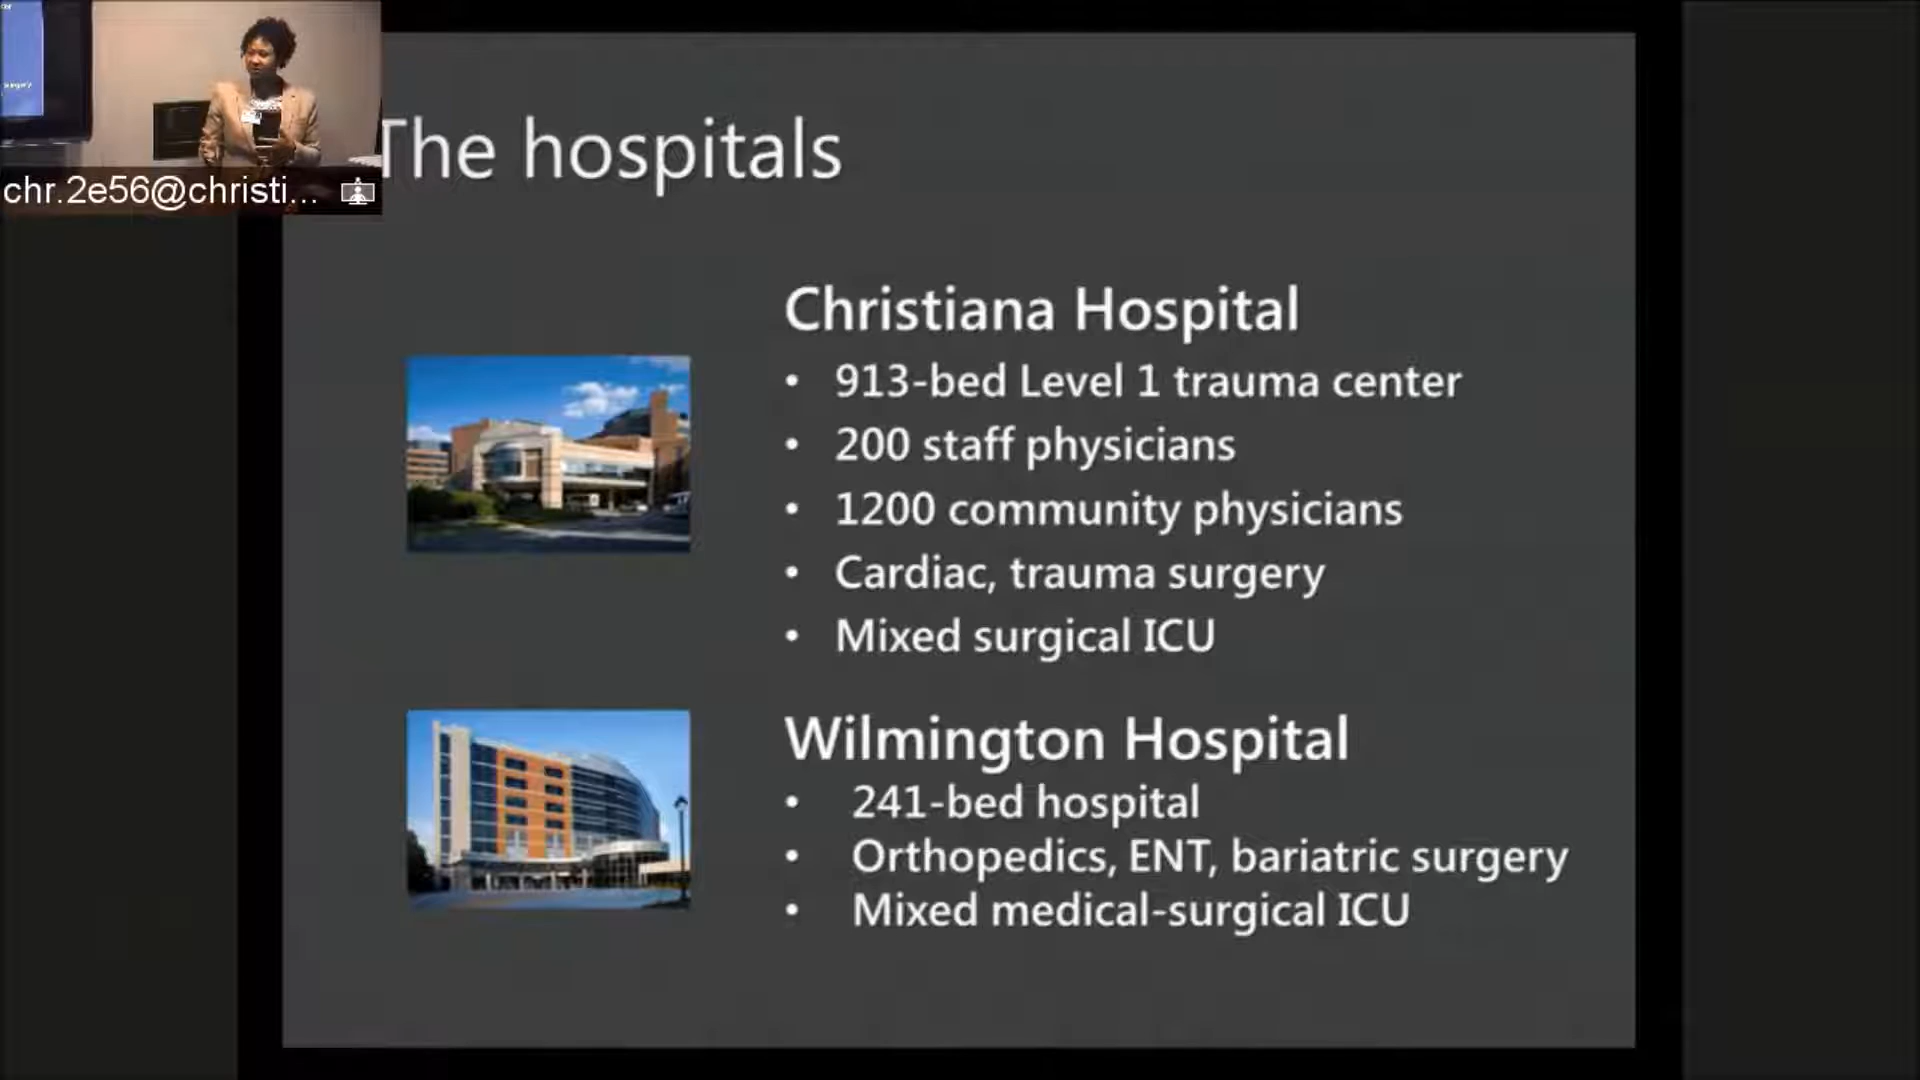 surgery
chr.2e56@christi...
The hospitals
Christiana Hospital
• 913-bed Level 1 trauma center
• 200 staff physicians
• 1200 community physicians
• Cardiac, trauma surgery
• Mixed surgical ICU
Wilmington Hospital
• 241-bed hospital
• Orthopedics, ENT, bariatric surgery
• Mixed medical-surgical ICU